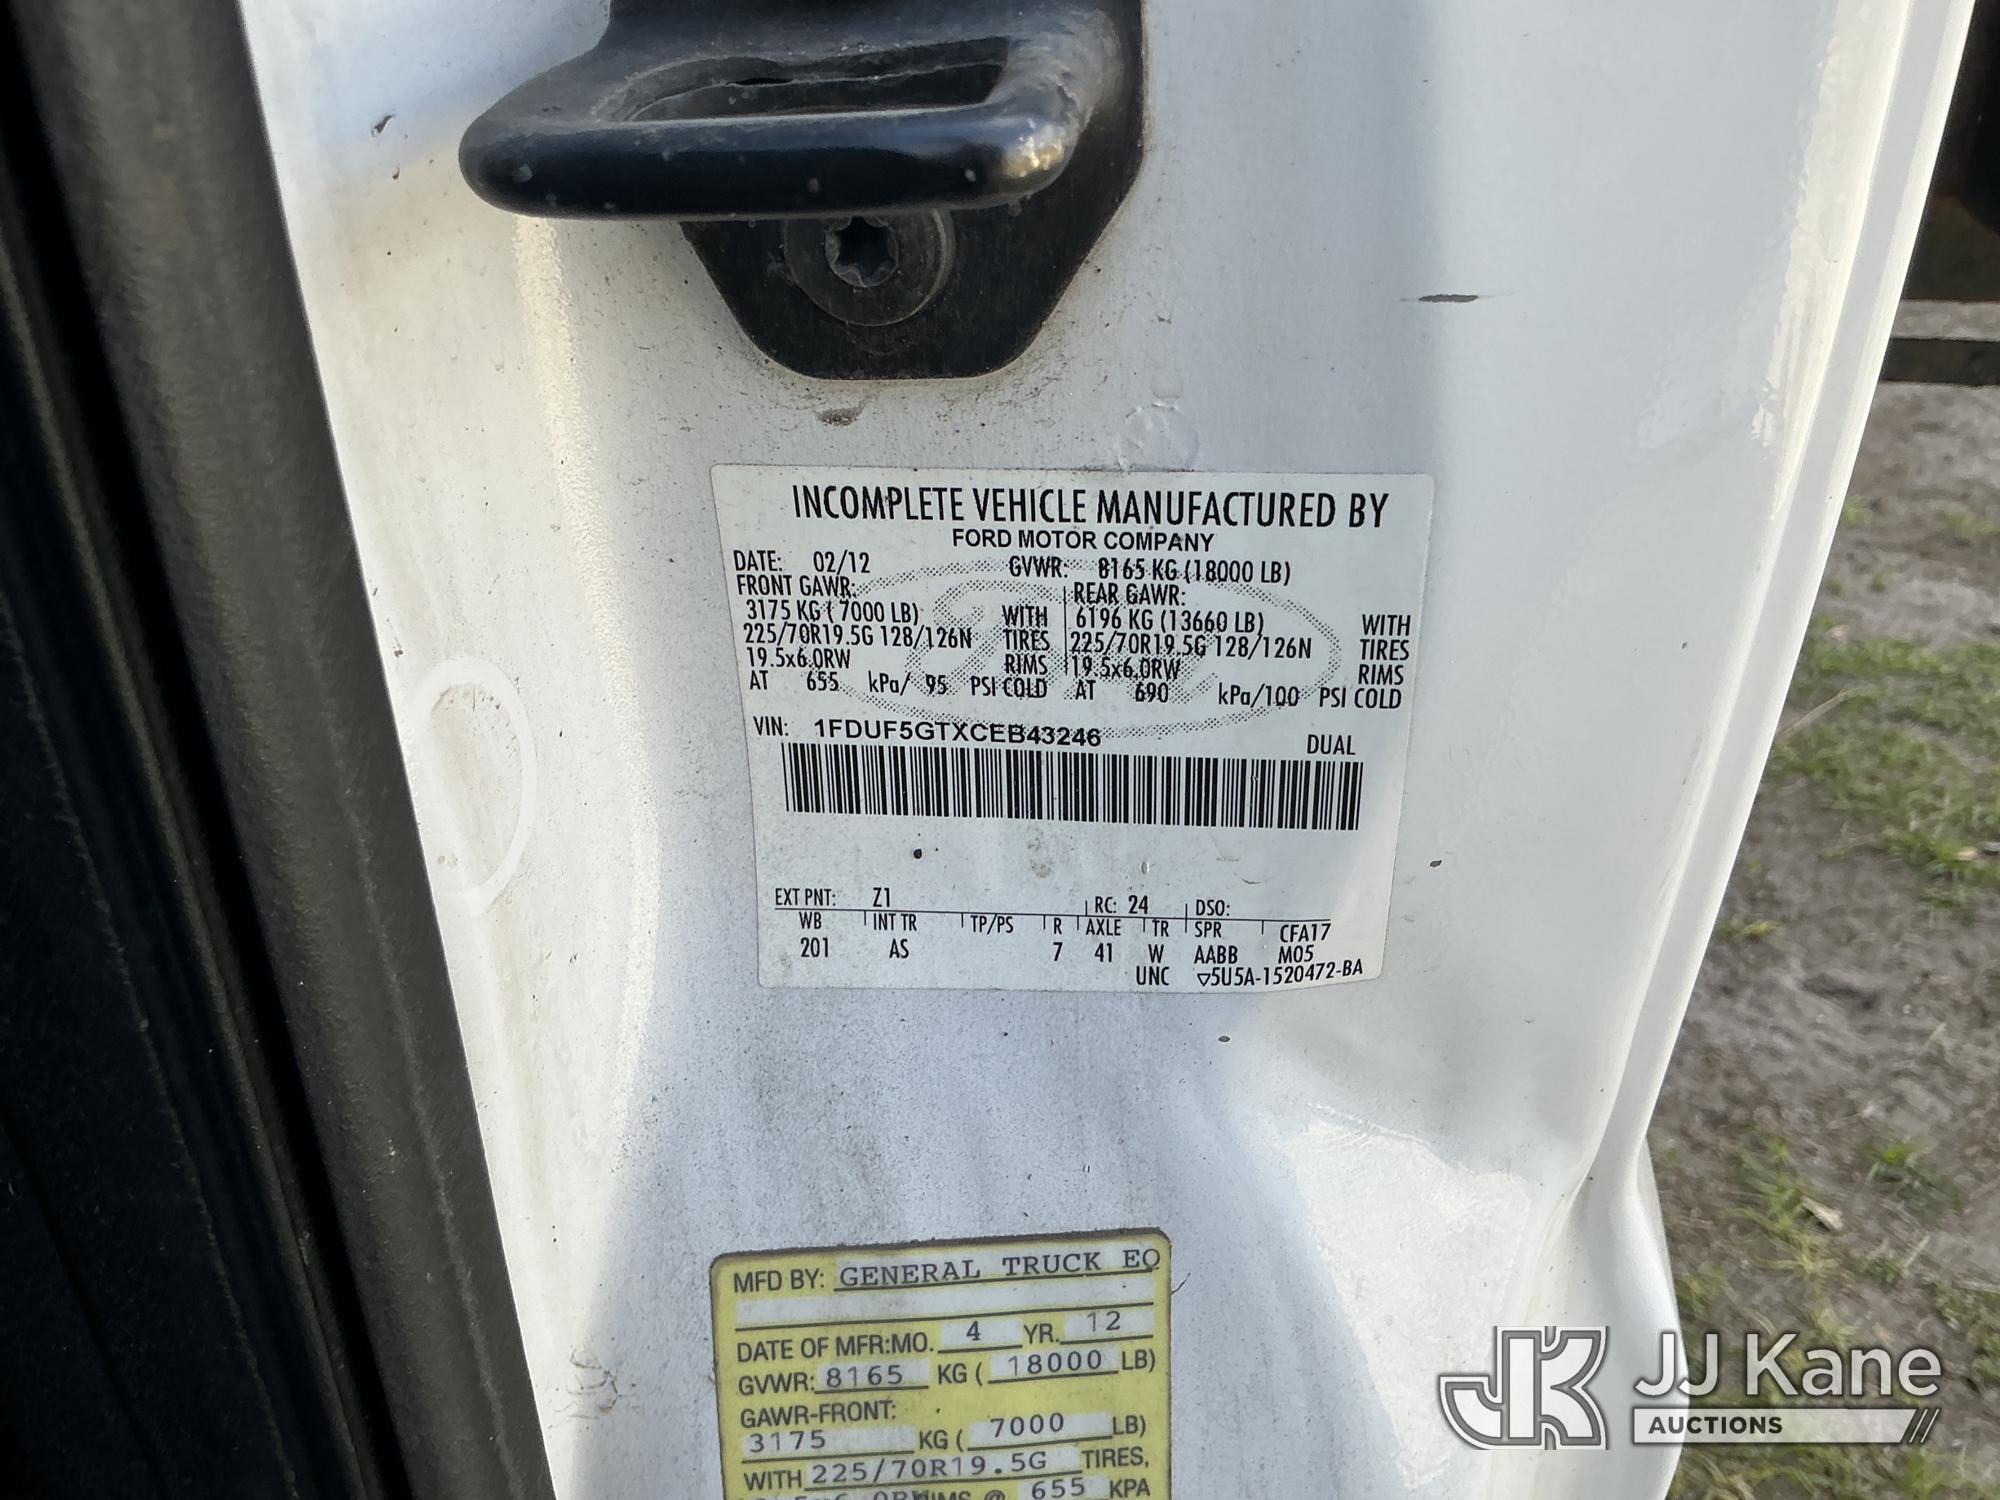 INCOMPLETE VEHICLE MANUFACTURED BY
FORD MOTOR COMPANY
DATE: 02/12 GVWR: 8165 KG (18000 LB)
FRONT GAWR: REAR GAWR:
3175 KG ( 7000 LB) WITH 6196 KG (13660 LB) WITH
225/70R19.5G 128/126N TIRES 225/70R19.5G 128/126N TIRES
19.5x6.0RW RIMS 19.5x6.0RW RIMS
AT 655 kPa/ 95 PSI COLD AT 690 kPa/100 PSI COLD
VIN: 1FDUF5GTXCEB43246 DUAL
EXT PNT: Z1 RC: 24 DSO:
WB INT TR TP/PS R AXLE TR SPR CFA17
201 AS 7 41 W AABB M05
UNC ▽5U5A-1520472-BA
MFD BY: GENERAL TRUCK EQ
DATE OF MFR:MO. 4 YR. 12
GVWR: 8165 KG ( 18000 LB)
GAWR-FRONT:
3175 KG ( 7000 LB)
WITH 225/70R19.5G TIRES,
RIMS @ 655 KPA
JK JJ Kane
AUCTIONS